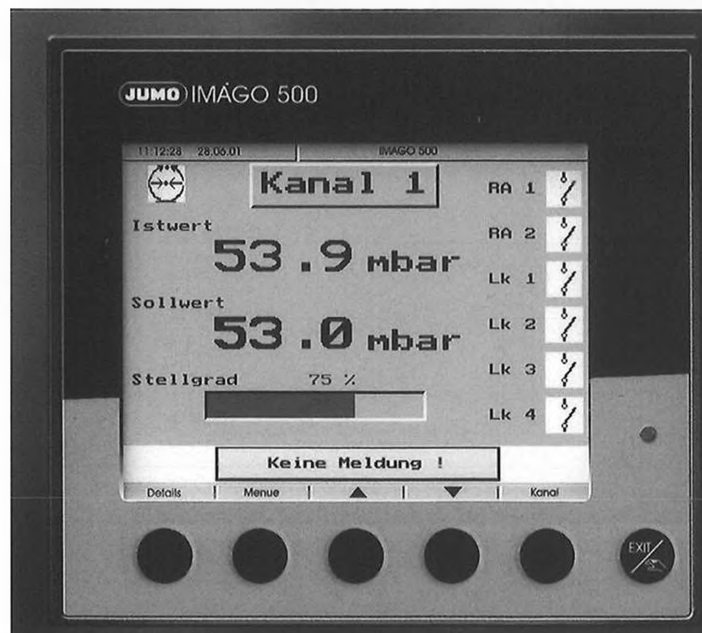 JUMO IMAGO 500
11:12:28 28.06.01 IMAGO 500
Kanal 1
Istwert
53.9 mbar
Sollwert
53.0 mbar
Stellgrad 75 %
RA 1
RA 2
Lk 1
Lk 2
Lk 3
Lk 4
Keine Meldung !
Details Menue ▲ ▼ Kanal
EXIT